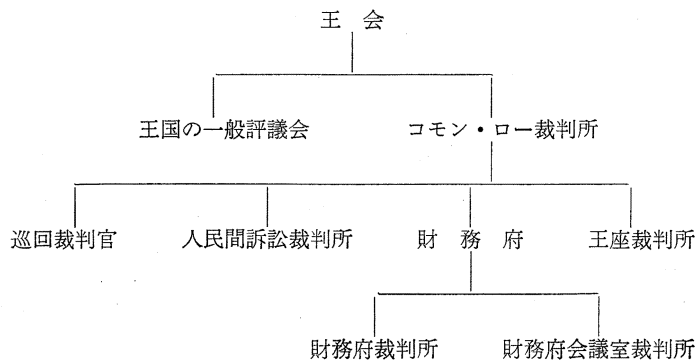 王会
王国の一般評議会 コモン・ロー裁判所
巡回裁判官 人民間訴訟裁判所 財務府 王座裁判所
財務府裁判所 財務府会議室裁判所